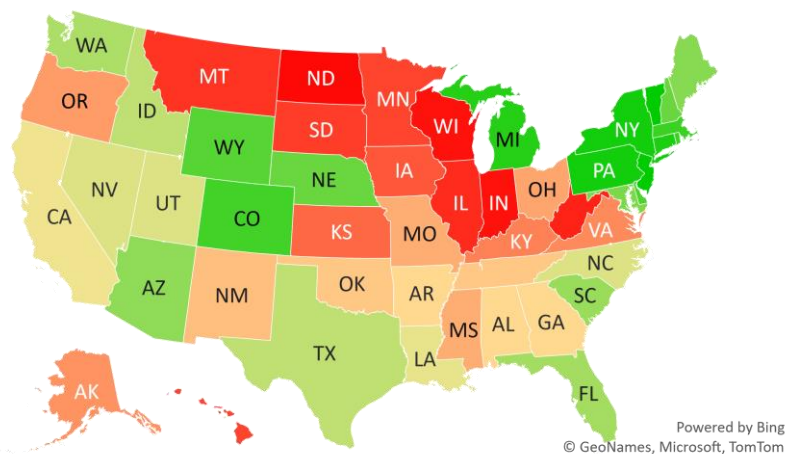 WA
MT
ND
MN
OR
ID
WI
SD
MI
NY
WY
IA
PA
NE
NV
UT
IL
IN
OH
CA
CO
KS
MO
KY
VA
AZ
NM
OK
AR
NC
SC
MS
AL
GA
TX
LA
AK
FL
Powered by Bing
© GeoNames, Microsoft, TomTom